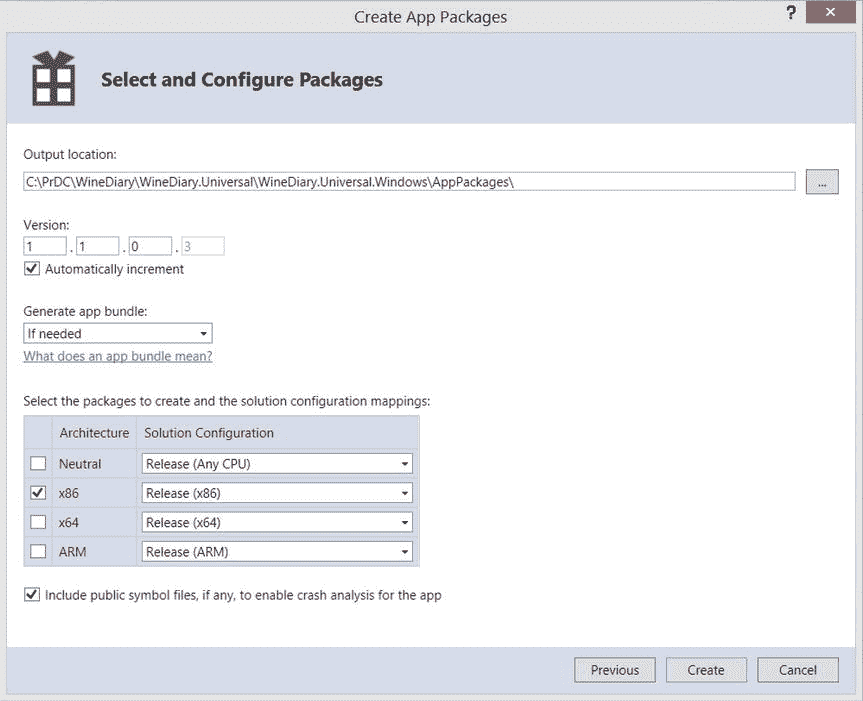 Create App Packages
?
Select and Configure Packages
Output location:
C:\PrDC\WineDiary\WineDiary.Universal\WineDiary.Universal.Windows\AppPackages\
...
Version:
1 . 1 . 0 . 3
Automatically increment
Generate app bundle:
If needed
What does an app bundle mean?
Select the packages to create and the solution configuration mappings:
Architecture Solution Configuration
Neutral Release (Any CPU)
x86 Release (x86)
x64 Release (x64)
ARM Release (ARM)
Include public symbol files, if any, to enable crash analysis for the app
Previous Create Cancel